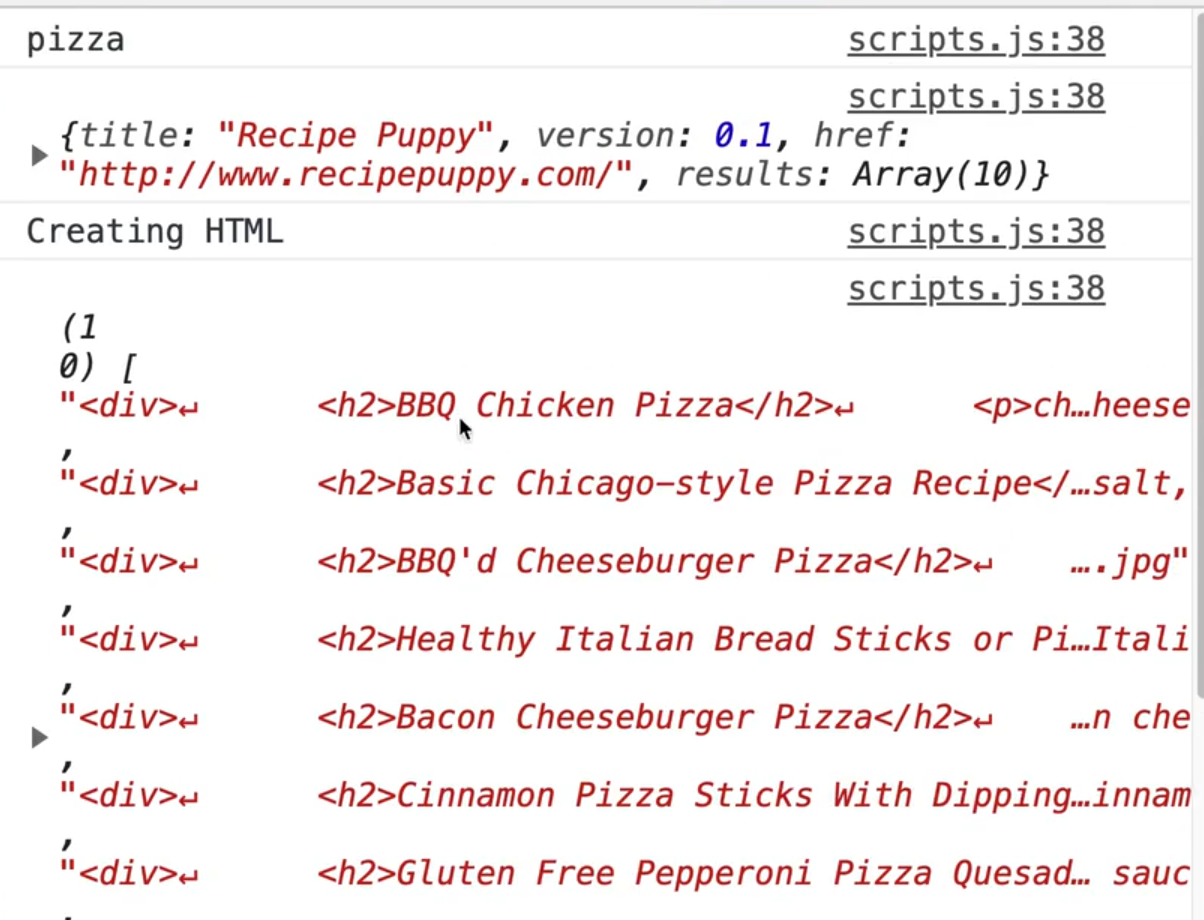 pizza scripts.js:38
scripts.js:38
{title: "Recipe Puppy", version: 0.1, href:
"http://www.recipepuppy.com/", results: Array(10)}
Creating HTML scripts.js:38
scripts.js:38
(1
0) [
"<div>↵      <h2>BBQ Chicken Pizza</h2>↵      <p>ch…heese
,
"<div>↵      <h2>Basic Chicago-style Pizza Recipe</…salt,
,
"<div>↵      <h2>BBQ'd Cheeseburger Pizza</h2>↵    ….jpg"
,
"<div>↵      <h2>Healthy Italian Bread Sticks or Pi…Itali
,
"<div>↵      <h2>Bacon Cheeseburger Pizza</h2>↵    …n che
,
"<div>↵      <h2>Cinnamon Pizza Sticks With Dipping…innam
,
"<div>↵      <h2>Gluten Free Pepperoni Pizza Quesad… sauc
,